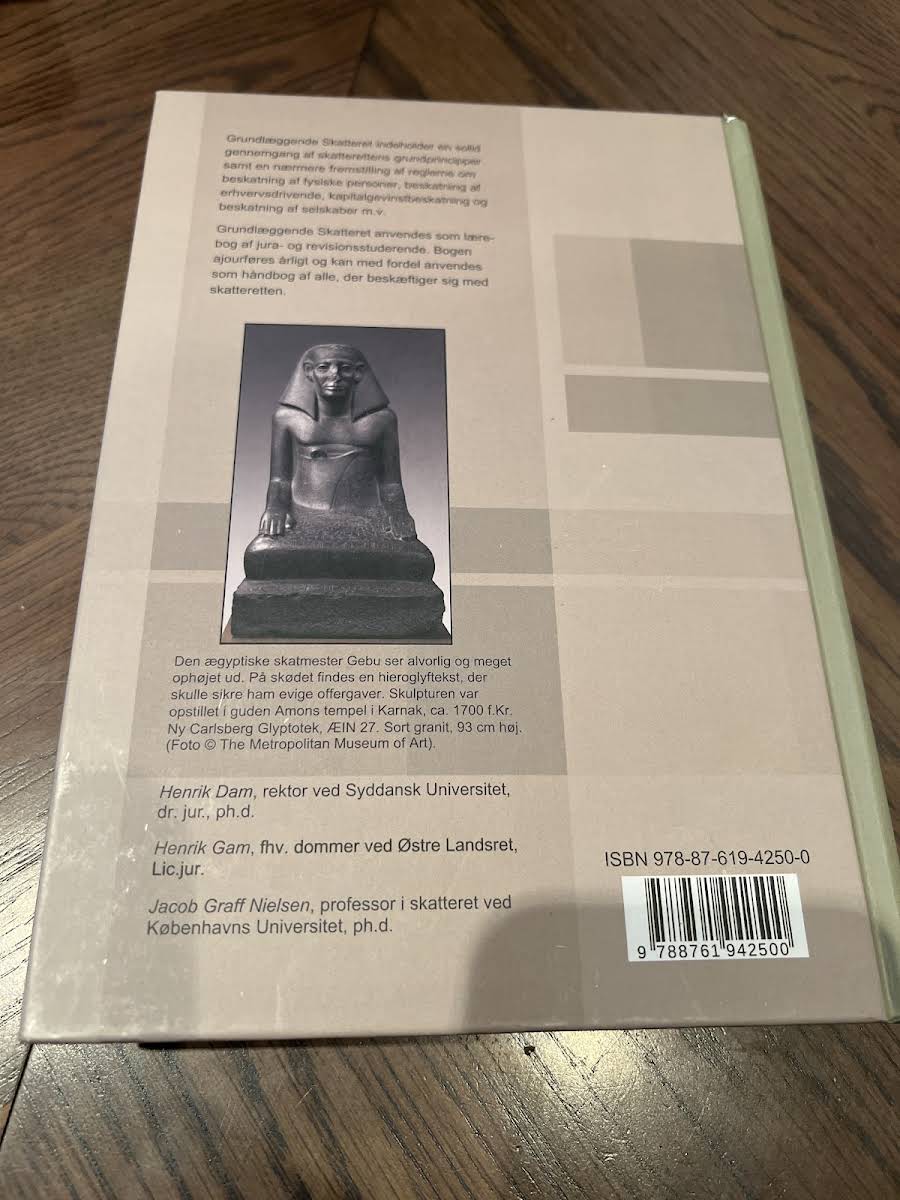 Grundlæggende Skatteret indeholder en solid
gennemgang af skatterettens grundprincipper
samt en nærmere fremstilling af reglerne om
beskatning af fysiske personer, beskatning af
erhvervsdrivende, kapitalgevinstbeskatning og
beskatning af selskaber m.v.
Grundlæggende Skatteret anvendes som lære-
bog af jura- og revisionsstuderende. Bogen
ajourføres årligt og kan med fordel anvendes
som håndbog af alle, der beskæftiger sig med
skatteretten.
Den ægyptiske skatmester Gebu ser alvorlig og meget
ophøjet ud. På skødet findes en hieroglyftekst, der
skulle sikre ham evige offergaver. Skulpturen var
opstillet i guden Amons tempel i Karnak, ca. 1700 f.Kr.
Ny Carlsberg Glyptotek, ÆIN 27. Sort granit, 93 cm høj.
(Foto © The Metropolitan Museum of Art).
Henrik Dam, rektor ved Syddansk Universitet,
dr. jur., ph.d.
Henrik Gam, fhv. dommer ved Østre Landsret,
Lic.jur.
Jacob Graff Nielsen, professor i skatteret ved
Københavns Universitet, ph.d.
ISBN 978-87-619-4250-0
9 788761 942500